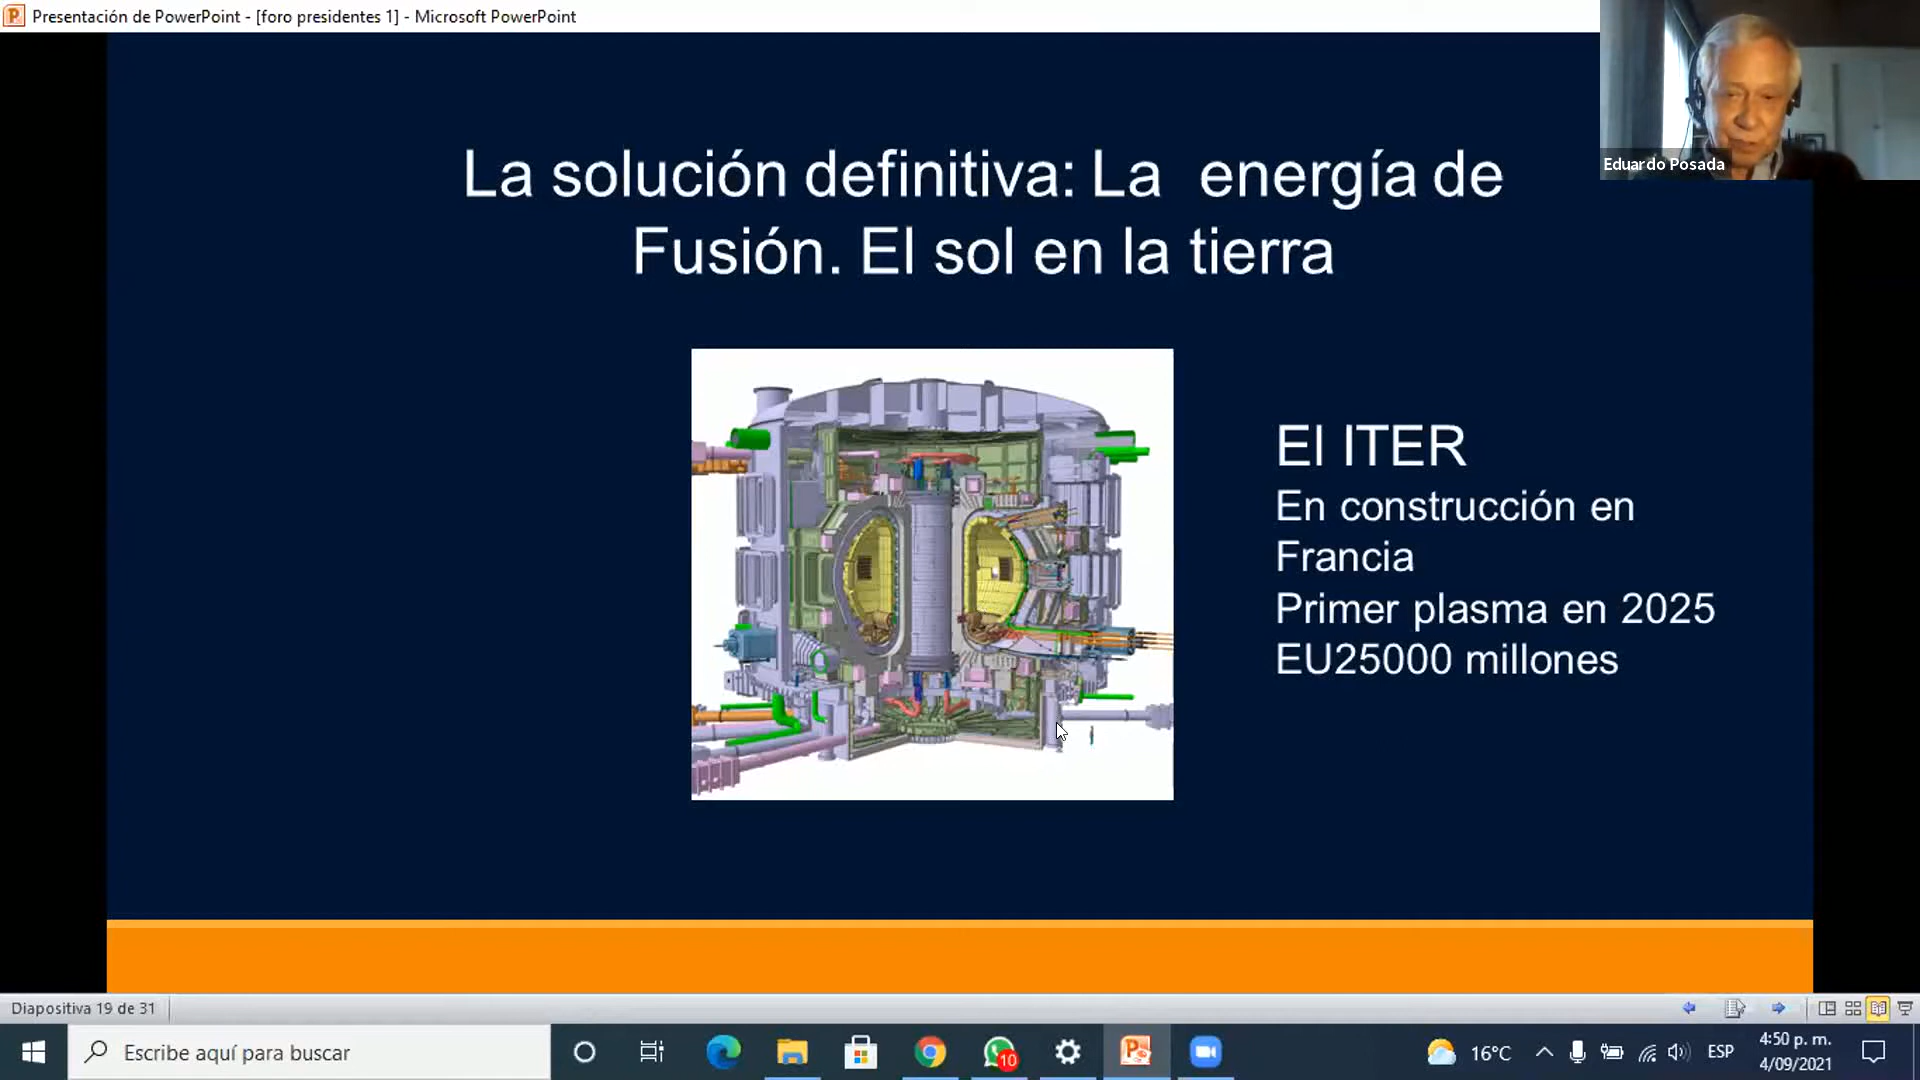 Presentación de PowerPoint - [foro presidentes 1] - Microsoft PowerPoint
Eduardo Posada
La solución definitiva: La energía de
Fusión. El sol en la tierra
El ITER
En construcción en
Francia
Primer plasma en 2025
EU25000 millones
Diapositiva 19 de 31
Escribe aquí para buscar
10
16°C
ESP
4:50 p. m.
4/09/2021